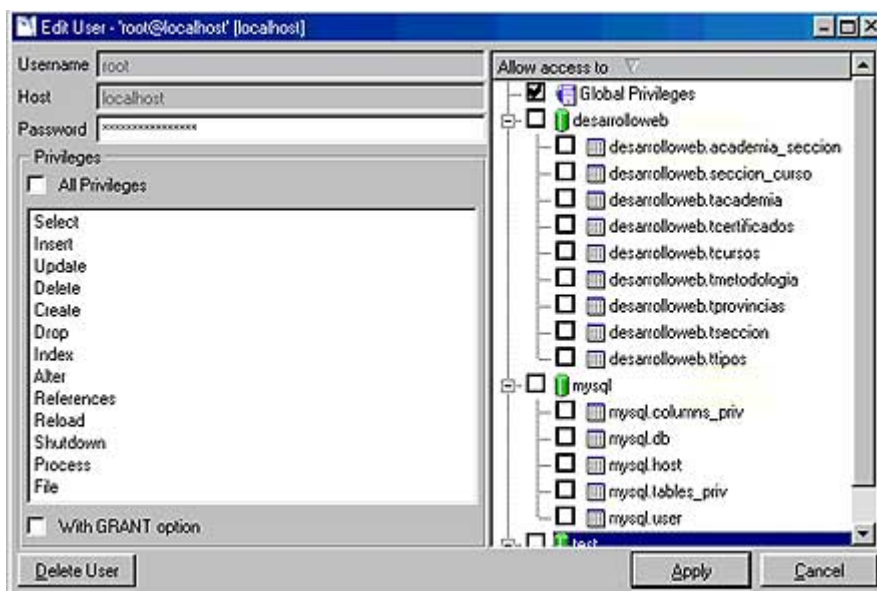 Edit User - 'root@localhost' [localhost]
Username root
Host localhost
Password ****************
Privileges
All Privileges
Select
Insert
Update
Delete
Create
Drop
Index
Alter
References
Reload
Shutdown
Process
File
With GRANT option
Delete User
Allow access to
Global Privileges
desarrolloweb
desarrolloweb.academia_seccion
desarrolloweb.seccion_curso
desarrolloweb.tacademia
desarrolloweb.tcertificados
desarrolloweb.tcursos
desarrolloweb.tmetodologia
desarrolloweb.tprovincias
desarrolloweb.tseccion
desarrolloweb.ttipos
mysql
mysql.columns_priv
mysql.db
mysql.host
mysql.tables_priv
mysql.user
test
Apply
Cancel